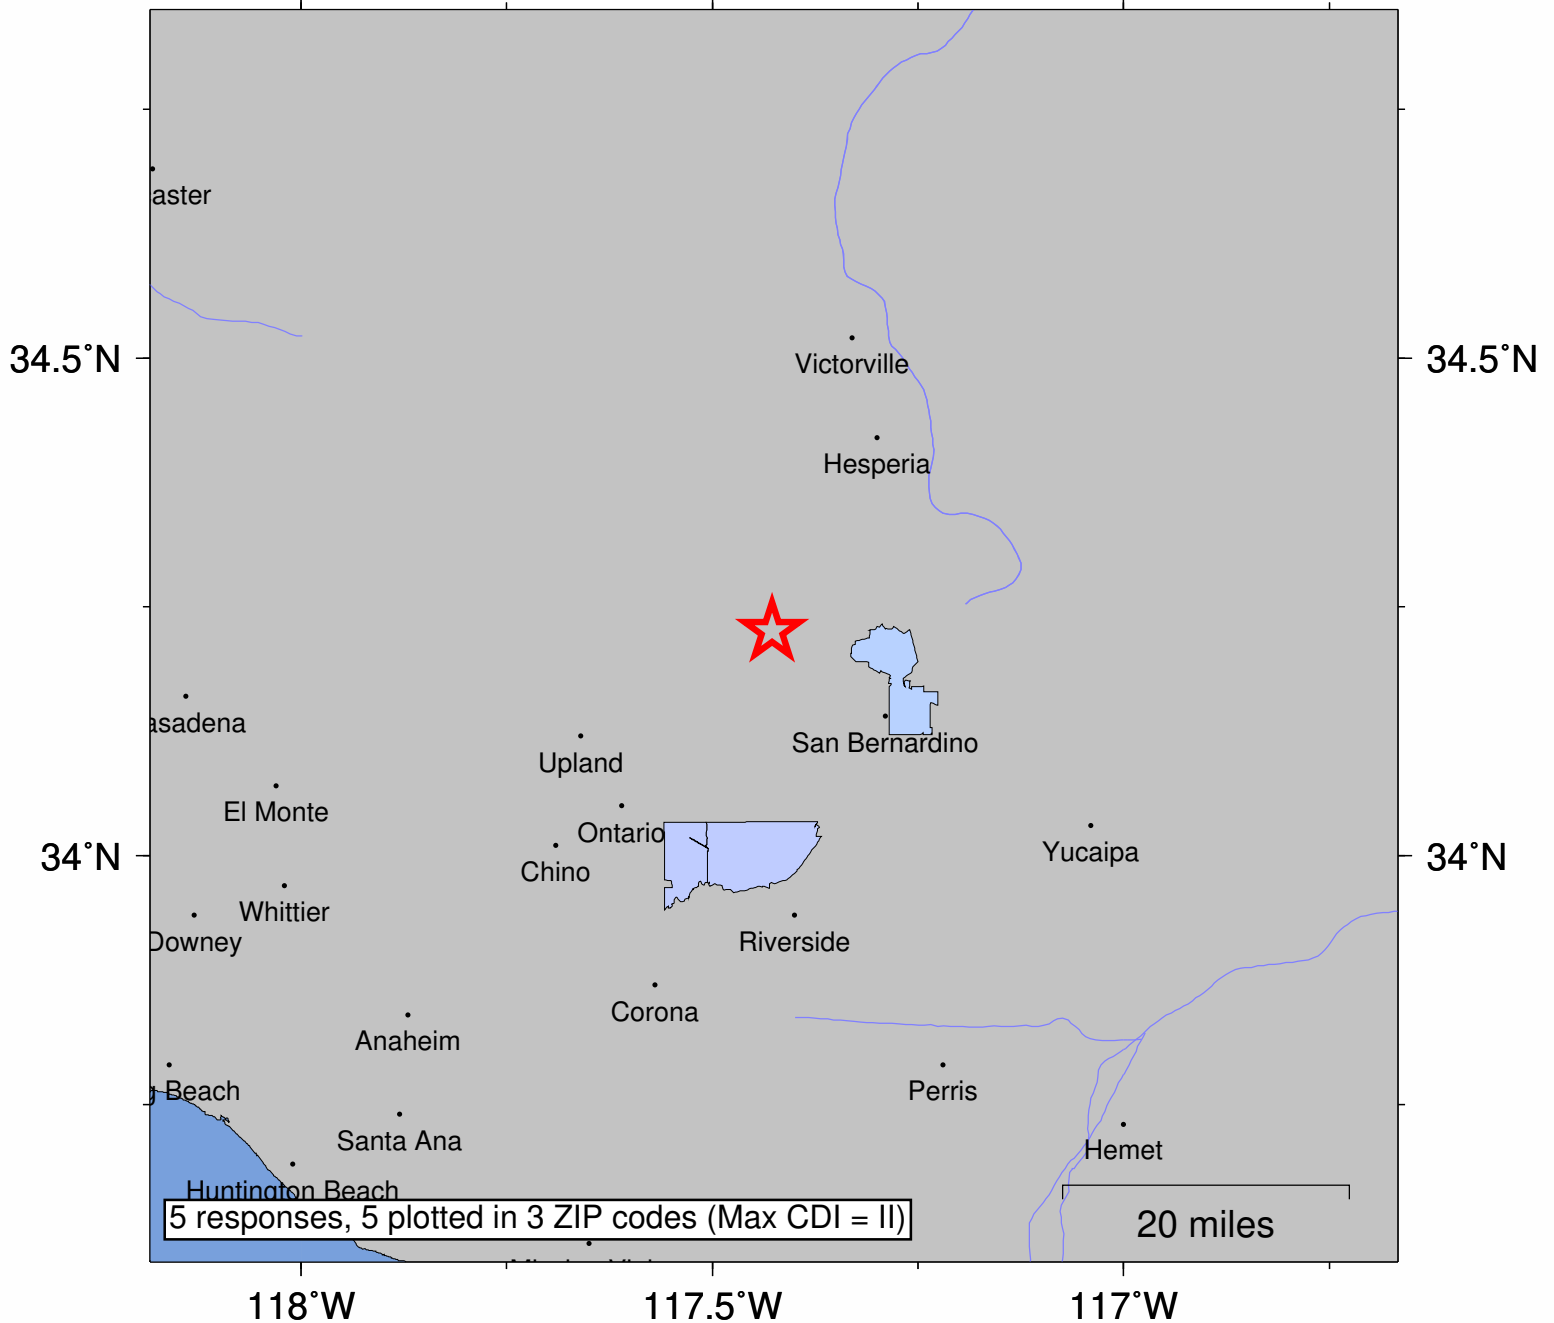 aster
34.5°N
34.5°N
Victorville
Hesperia
asadena
San Bernardino
Upland
El Monte
Ontario
34°N
34°N
Chino
Yucaipa
Whittier
Downey
Riverside
Corona
Anaheim
g Beach
Perris
Santa Ana
Hemet
Huntington Beach
5 responses, 5 plotted in 3 ZIP codes (Max CDI = II)
20 miles
118°W
117.5°W
117°W